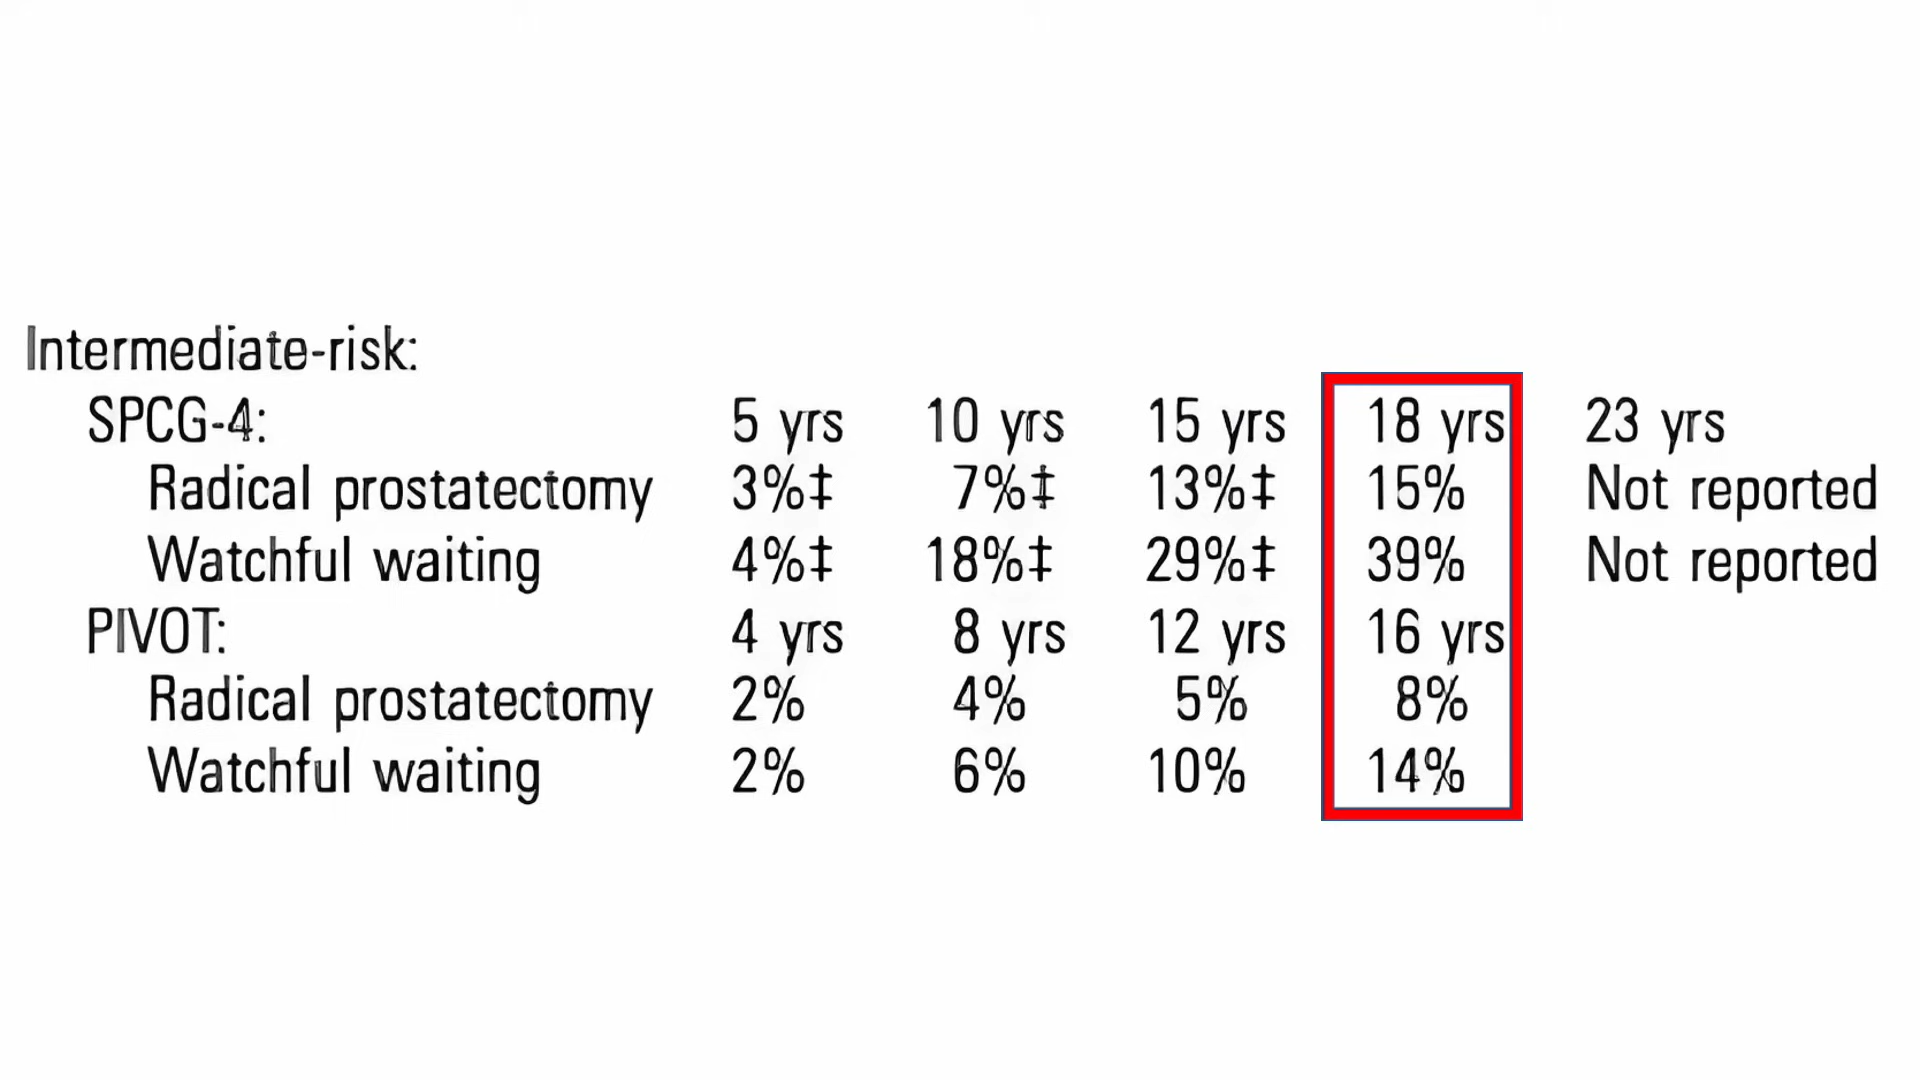 Intermediate-risk:
SPCG-4: 5 yrs 10 yrs 15 yrs 18 yrs 23 yrs
Radical prostatectomy 3%‡ 7%‡ 13%‡ 15% Not reported
Watchful waiting 4%‡ 18%‡ 29%‡ 39% Not reported
PIVOT: 4 yrs 8 yrs 12 yrs 16 yrs
Radical prostatectomy 2% 4% 5% 8%
Watchful waiting 2% 6% 10% 14%